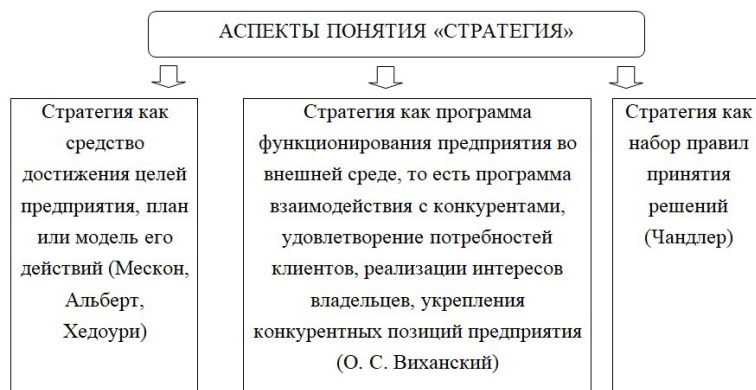 АСПЕКТЫ ПОНЯТИЯ «СТРАТЕГИЯ»
Стратегия как
средство
достижения целей
предприятия, план
или модель его
действий (Мескон,
Альберт,
Хедоури)
Стратегия как программа
функционирования предприятия во
внешней среде, то есть программа
взаимодействия с конкурентами,
удовлетворение потребностей
клиентов, реализации интересов
владельцев, укрепления
конкурентных позиций предприятия
(О. С. Виханский)
Стратегия как
набор правил
принятия
решений
(Чандлер)